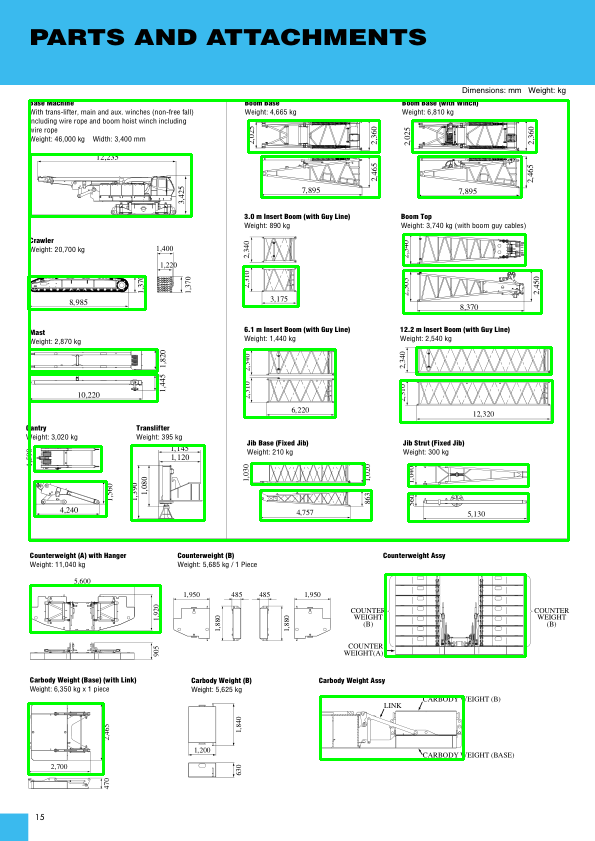 PARTS AND ATTACHMENTS
Dimensions: mm Weight: kg
Base Machine
With trans-lifter, main and aux. winches (non-free fall)
including wire rope and boom hoist winch including
wire rope
Weight: 46,000 kg Width: 3,400 mm
12,235
3,425
Boom Base
Weight: 4,665 kg
2,025
2,360
2,465
7,895
Boom Base (with Winch)
Weight: 6,810 kg
2,025
2,360
2,465
7,895
Crawler
Weight: 20,700 kg
1,400
1,220
1,370
1,370
8,985
3.0 m Insert Boom (with Guy Line)
Weight: 890 kg
2,340
2,310
3,175
Boom Top
Weight: 3,740 kg (with boom guy cables)
2,340
2,450
8,370
Mast
Weight: 2,870 kg
1,820
1,445
10,220
6.1 m Insert Boom (with Guy Line)
Weight: 1,440 kg
2,340
2,310
6,220
12.2 m Insert Boom (with Guy Line)
Weight: 2,540 kg
2,340
2,310
12,320
Gantry
Weight: 3,020 kg
4,240
Translifter
Weight: 395 kg
1,145
1,120
1,080
Jib Base (Fixed Jib)
Weight: 210 kg
1,030
1,020
863
4,757
Jib Strut (Fixed Jib)
Weight: 300 kg
5,130
Counterweight (A) with Hanger
Weight: 11,040 kg
5,600
1,920
905
Counterweight (B)
Weight: 5,685 kg / 1 Piece
1,950
485
485
1,950
1,880
1,880
Counterweight Assy
COUNTER
WEIGHT
(B)
COUNTER
WEIGHT
(B)
COUNTER
WEIGHT(A)
Carbody Weight (Base) (with Link)
Weight: 6,350 kg x 1 piece
2,465
2,700
470
Carbody Weight (B)
Weight: 5,625 kg
1,840
1,200
630
Carbody Weight Assy
CARBODY WEIGHT (B)
LINK
CARBODY WEIGHT (BASE)
15